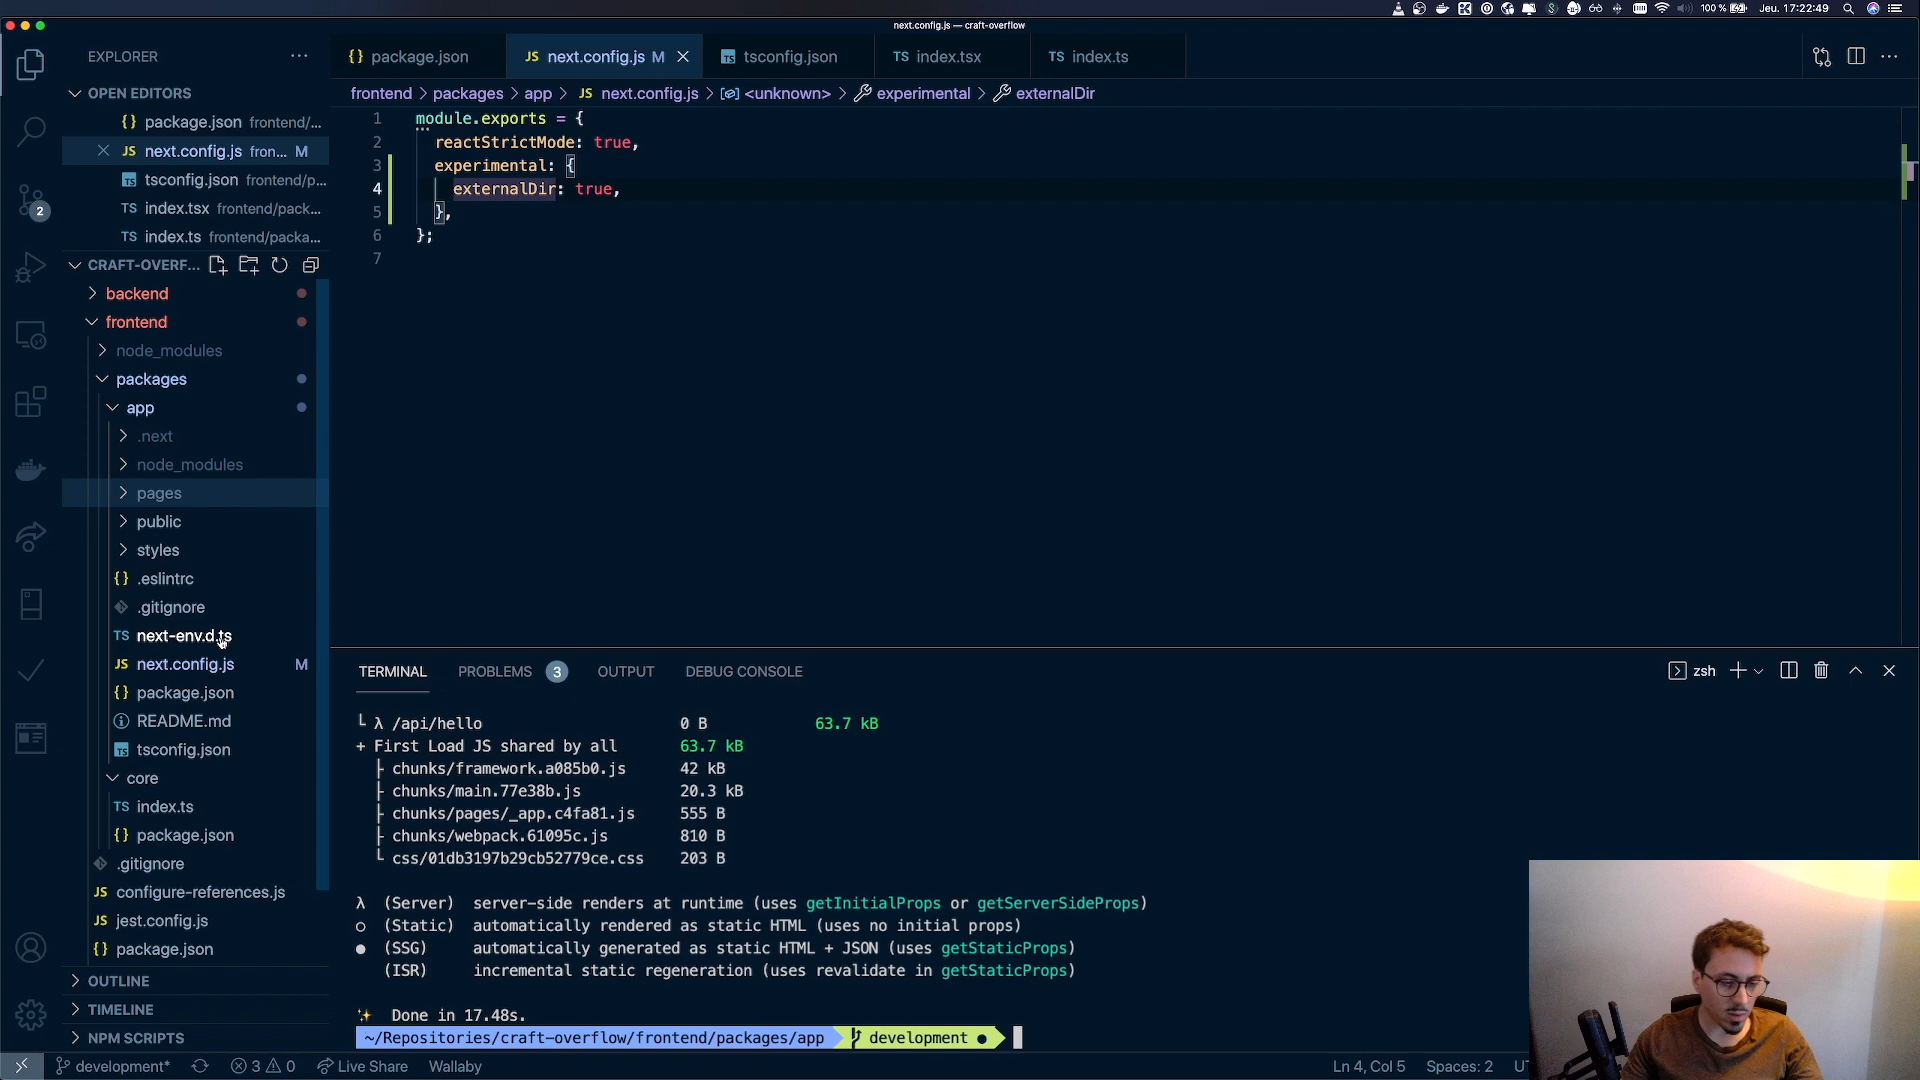 100 % Jeu. 17:22:49
next.config.js — craft-overflow
EXPLORER
package.json
next.config.js M
tsconfig.json
index.tsx
index.ts
OPEN EDITORS
frontend > packages > app > next.config.js > <unknown> > experimental > externalDir
package.json frontend/...
next.config.js fron... M
tsconfig.json frontend/p...
index.tsx frontend/pack...
index.ts frontend/packa...
1 module.exports = {
2 reactStrictMode: true,
3 experimental: {
4 externalDir: true,
5 },
6 };
7
2
CRAFT-OVERF...
backend
frontend
node_modules
packages
app
.next
node_modules
pages
public
styles
.eslintrc
.gitignore
TS next-env.d.ts
JS next.config.js M
{} package.json
README.md
tsconfig.json
core
TS index.ts
{} package.json
.gitignore
JS configure-references.js
JS jest.config.js
{} package.json
OUTLINE
TIMELINE
NPM SCRIPTS
TERMINAL PROBLEMS 3 OUTPUT DEBUG CONSOLE
zsh
└ λ /api/hello 0 B 63.7 kB
+ First Load JS shared by all 63.7 kB
├ chunks/framework.a085b0.js 42 kB
├ chunks/main.77e38b.js 20.3 kB
├ chunks/pages/_app.c4fa81.js 555 B
├ chunks/webpack.61095c.js 810 B
└ css/01db3197b29cb52779ce.css 203 B
λ (Server) server-side renders at runtime (uses getInitialProps or getServerSideProps)
○ (Static) automatically rendered as static HTML (uses no initial props)
● (SSG) automatically generated as static HTML + JSON (uses getStaticProps)
(ISR) incremental static regeneration (uses revalidate in getStaticProps)
✨ Done in 17.48s.
~/Repositories/craft-overflow/frontend/packages/app development ●
development* 3 0 Live Share Wallaby Ln 4, Col 5 Spaces: 2